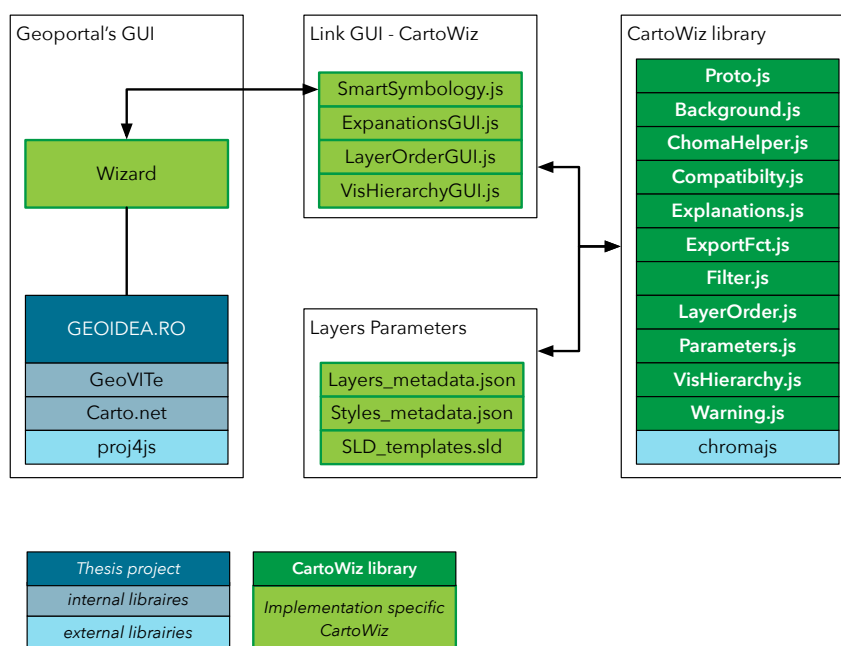 Geoportal's GUI
Wizard
GEOIDEA.RO
GeoVITe
Carto.net
proj4js
Link GUI - CartoWiz
SmartSymbology.js
ExpanationsGUI.js
LayerOrderGUI.js
VisHierarchyGUI.js
Layers Parameters
Layers_metadata.json
Styles_metadata.json
SLD_templates.sld
CartoWiz library
Proto.js
Background.js
ChomaHelper.js
Compatibilty.js
Explanations.js
ExportFct.js
Filter.js
LayerOrder.js
Parameters.js
VisHierarchy.js
Warning.js
chromajs
Thesis project
internal libraires
external librairies
CartoWiz library
Implementation specific
CartoWiz